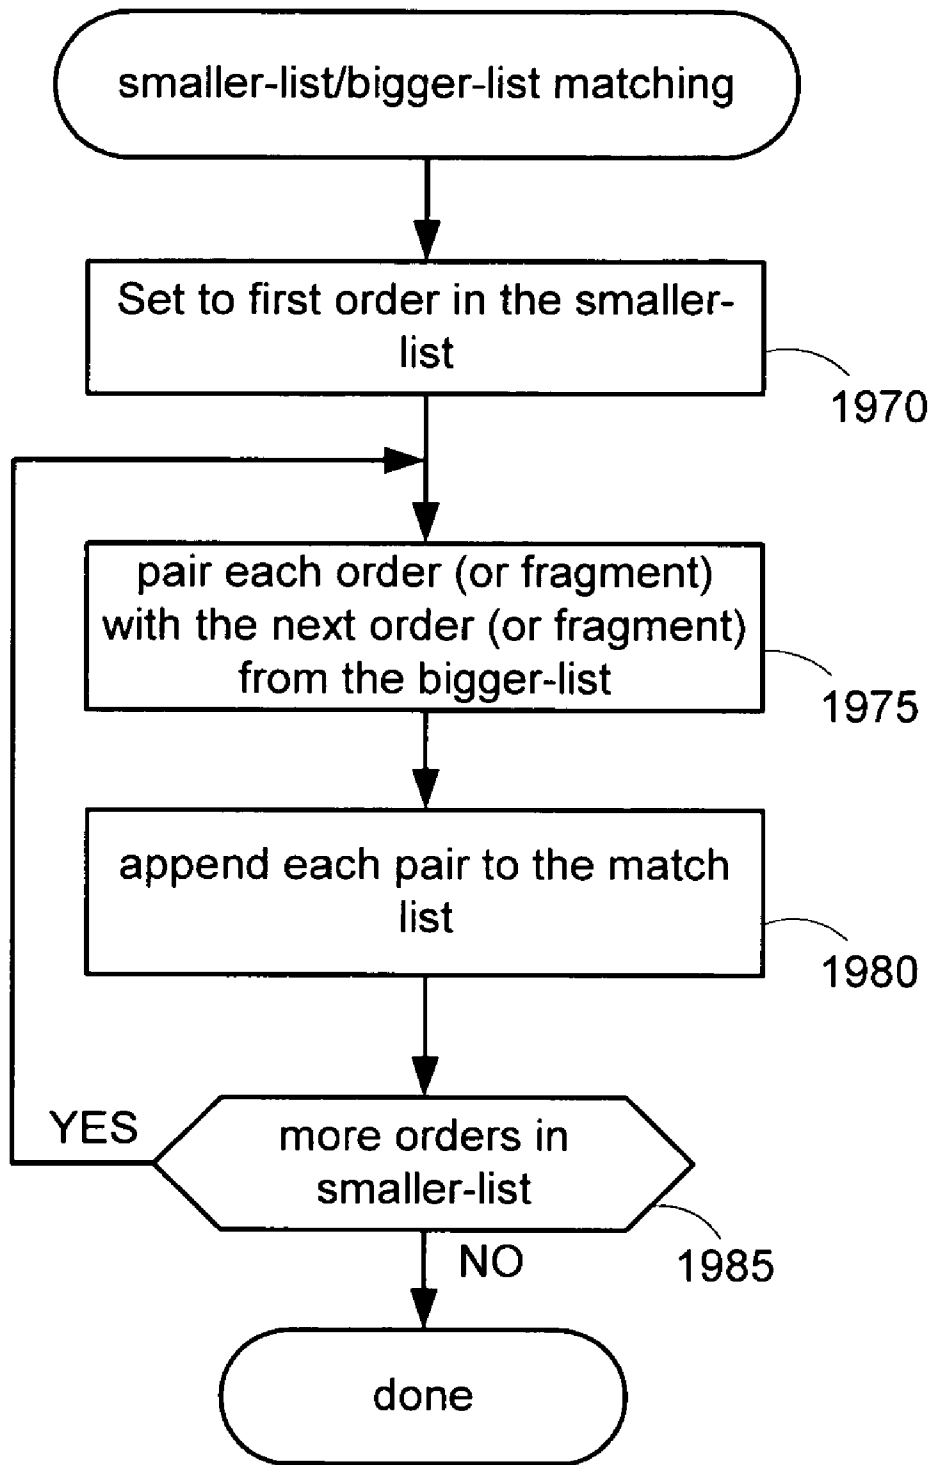 smaller-list/bigger-list matching
Set to first order in the smaller-
list
1970
pair each order (or fragment)
with the next order (or fragment)
from the bigger-list
1975
append each pair to the match
list
1980
YES
more orders in
smaller-list
1985
NO
done